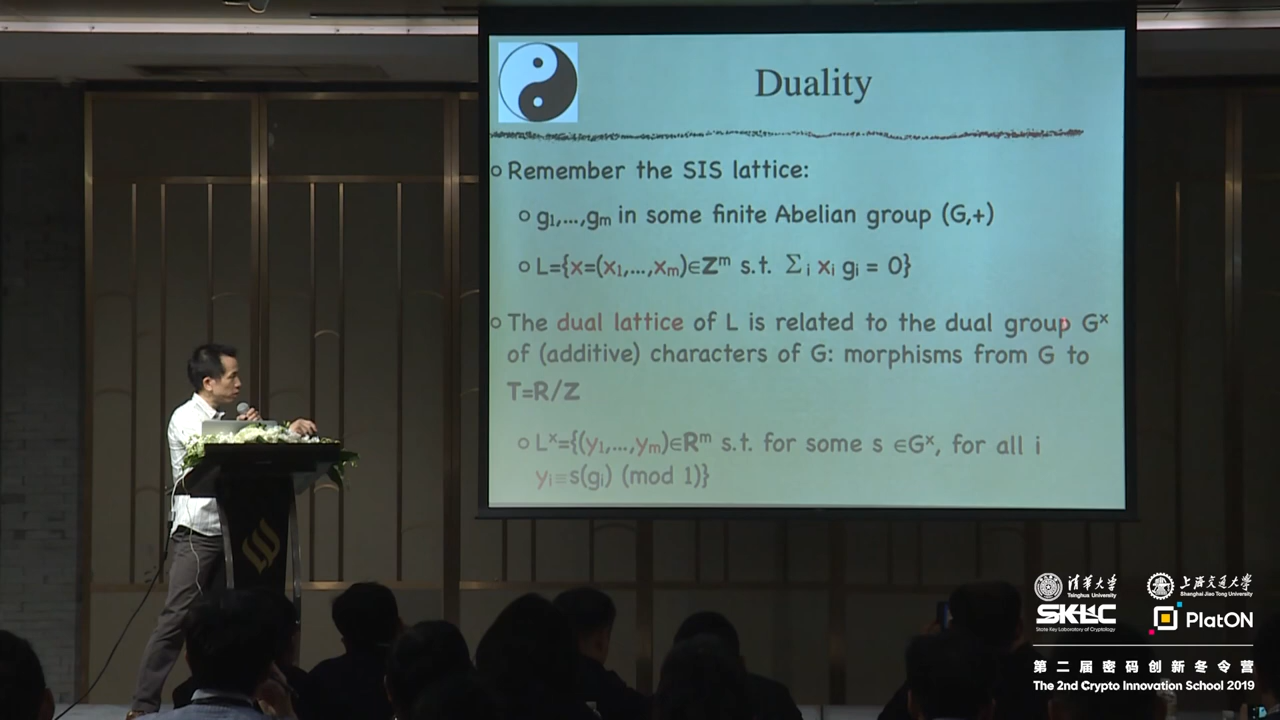 Duality
○ Remember the SIS lattice:
○ g₁,...,gₘ in some finite Abelian group (G,+)
○ L={x=(x₁,...,xₘ)∈Zᵐ s.t. Σᵢ xᵢ gᵢ = 0}
○ The dual lattice of L is related to the dual group Gˣ
of (additive) characters of G: morphisms from G to
T=R/Z
○ Lˣ={(y₁,...,yₘ)∈Rᵐ s.t. for some s ∈Gˣ, for all i
yᵢ≡s(gᵢ) (mod 1)}
清华大学
Tsinghua University
上海交通大学
Shanghai Jiao Tong University
SKLC
State Key Laboratory of Cryptology
PlatON
第二届密码创新冬令营
The 2nd Crypto Innovation School 2019